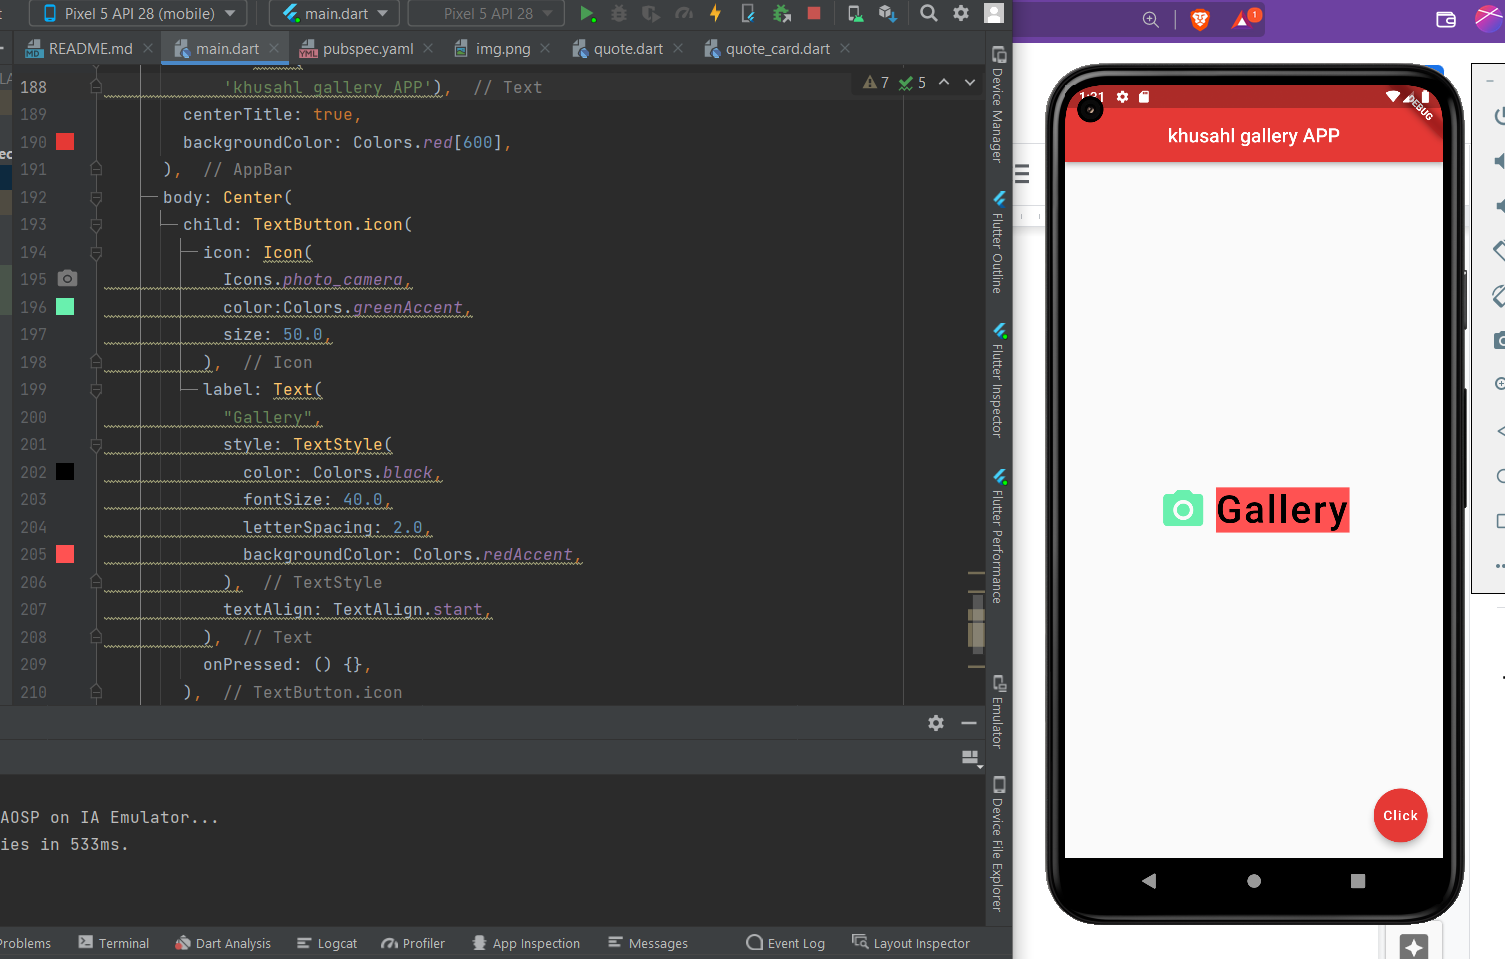 Pixel 5 API 28 (mobile) main.dart Pixel 5 API 28
1
README.md main.dart pubspec.yaml img.png quote.dart quote_card.dart
188 'khusahl gallery APP'), // Text 7 5
189 centerTitle: true,
190 backgroundColor: Colors.red[600],
191 ), // AppBar
192 body: Center(
193 child: TextButton.icon(
194 icon: Icon(
195 Icons.photo_camera,
196 color:Colors.greenAccent,
197 size: 50.0,
198 ), // Icon
199 label: Text(
200 "Gallery",
201 style: TextStyle(
202 color: Colors.black,
203 fontSize: 40.0,
204 letterSpacing: 2.0,
205 backgroundColor: Colors.redAccent,
206 ), // TextStyle
207 textAlign: TextAlign.start,
208 ), // Text
209 onPressed: () {},
210 ), // TextButton.icon
AOSP on IA Emulator...
ies in 533ms.
Problems Terminal Dart Analysis Logcat Profiler App Inspection Messages Event Log Layout Inspector
Device Manager
Flutter Outline
Flutter Inspector
Flutter Performance
Emulator
Device File Explorer
DEBUG
khusahl gallery APP
Gallery
Click